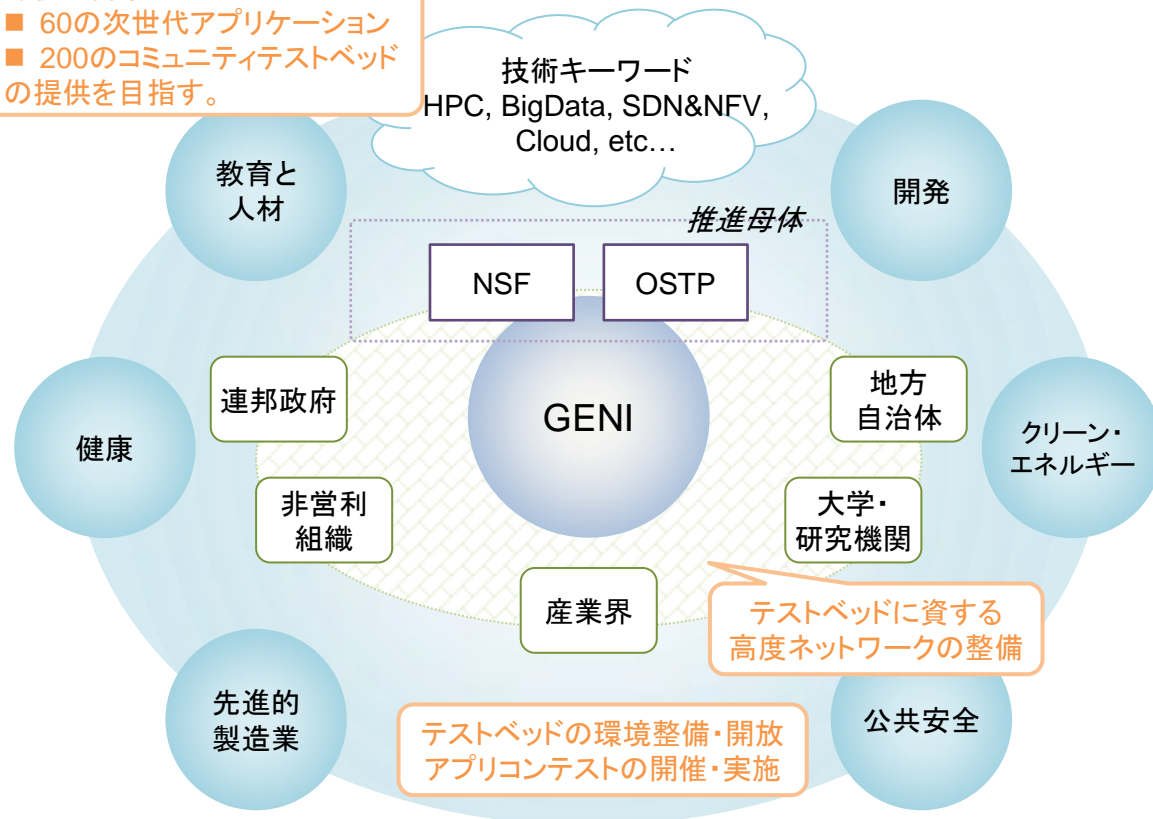 ■ 60の次世代アプリケーション
■ 200のコミュニティテストベッド
の提供を目指す。
技術キーワード
HPC, BigData, SDN&NFV,
Cloud, etc…
教育と
人材
開発
推進母体
NSF
OSTP
連邦政府
GENI
地方
自治体
健康
クリーン・
エネルギー
非営利
組織
大学・
研究機関
産業界
テストベッドに資する
高度ネットワークの整備
先進的
製造業
テストベッドの環境整備・開放
アプリコンテストの開催・実施
公共安全